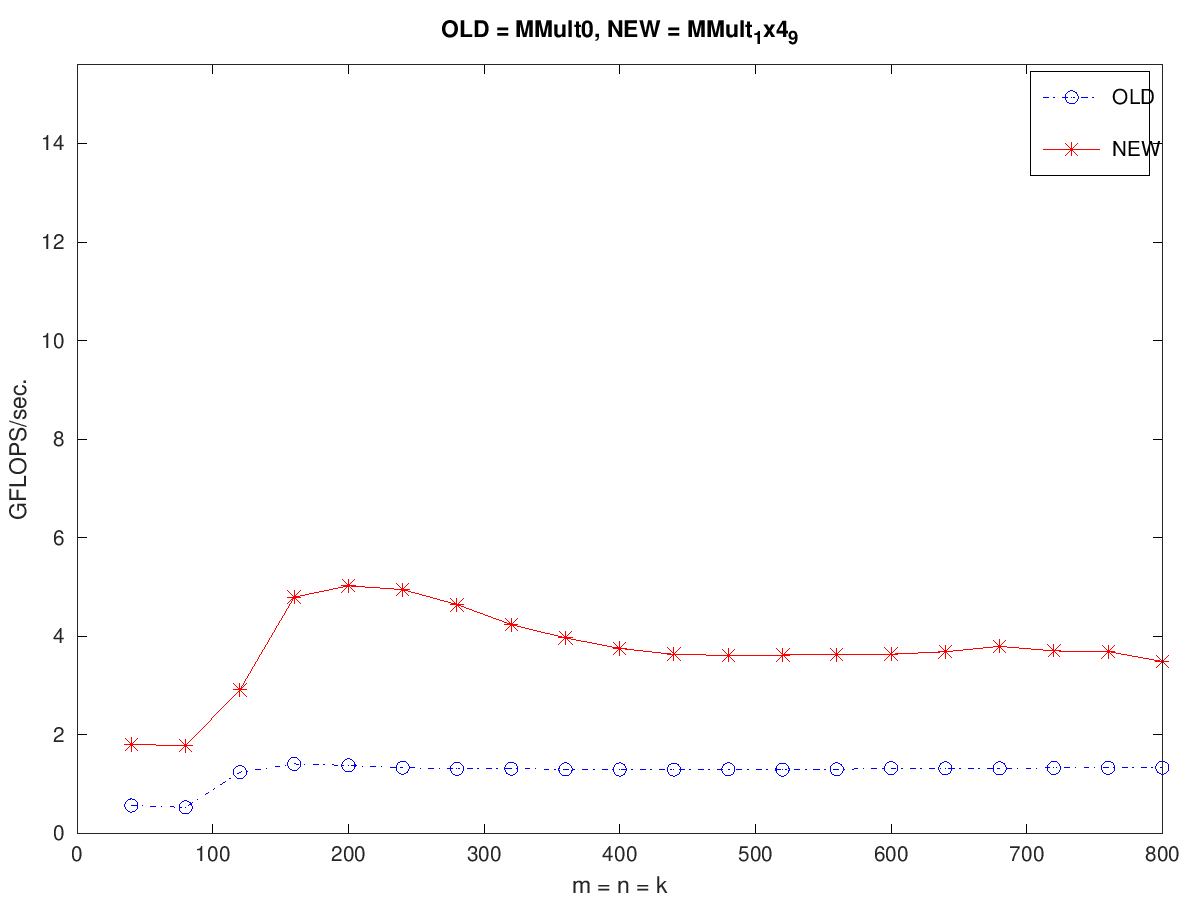 OLD = MMult0, NEW = MMult₁x4₉
OLD
NEW
GFLOPS/sec.
14
12
10
8
6
4
2
0
0 100 200 300 400 500 600 700 800
m = n = k